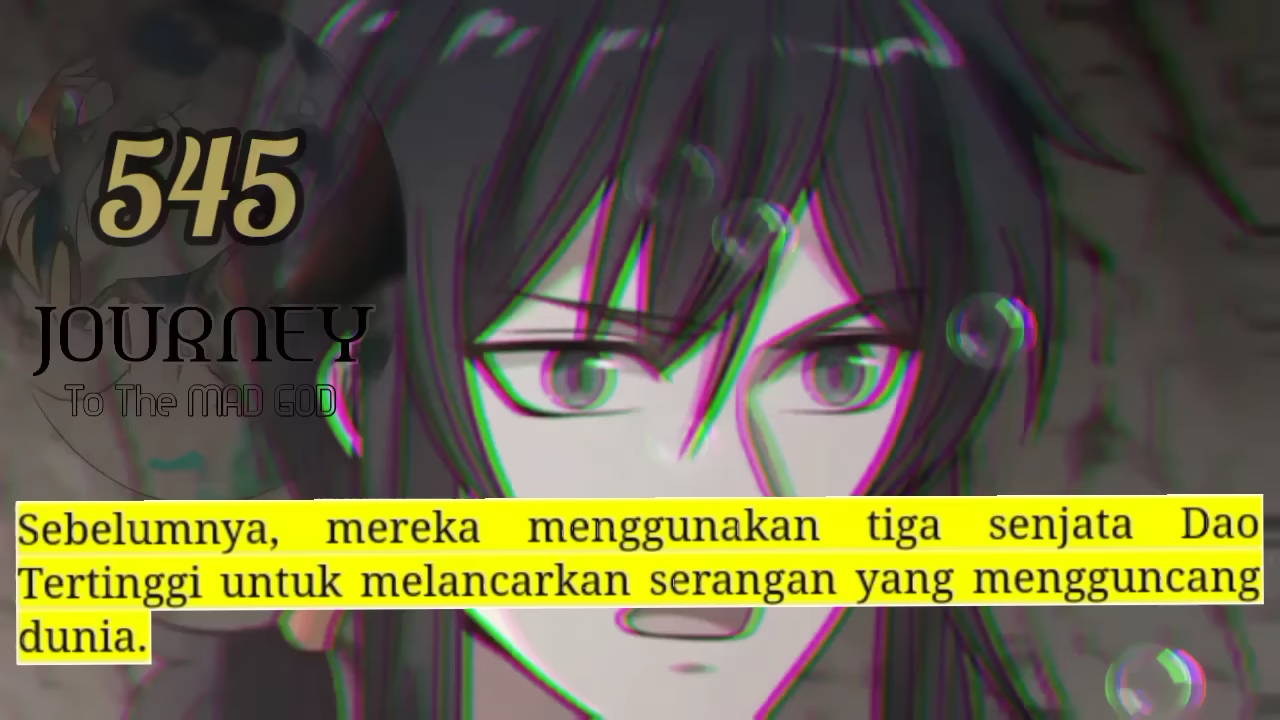 545
JOURNEY
To The MAD GOD
Sebelumnya, mereka menggunakan tiga senjata Dao
Tertinggi untuk melancarkan serangan yang mengguncang
dunia.